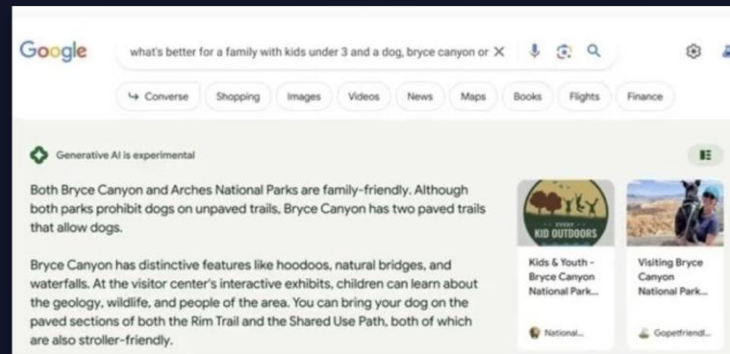 Google
what's better for a family with kids under 3 and a dog, bryce canyon or
Converse
Shopping
Images
Videos
News
Maps
Books
Flights
Finance
Generative AI is experimental
Both Bryce Canyon and Arches National Parks are family-friendly. Although
both parks prohibit dogs on unpaved trails, Bryce Canyon has two paved trails
that allow dogs.
Bryce Canyon has distinctive features like hoodoos, natural bridges, and
waterfalls. At the visitor center's interactive exhibits, children can learn about
the geology, wildlife, and people of the area. You can bring your dog on the
paved sections of both the Rim Trail and the Shared Use Path, both of which
are also stroller-friendly.
KID OUTDOORS
Kids & Youth -
Bryce Canyon
National Park...
National...
Visiting Bryce
Canyon
National Park...
Gopetfriendl...